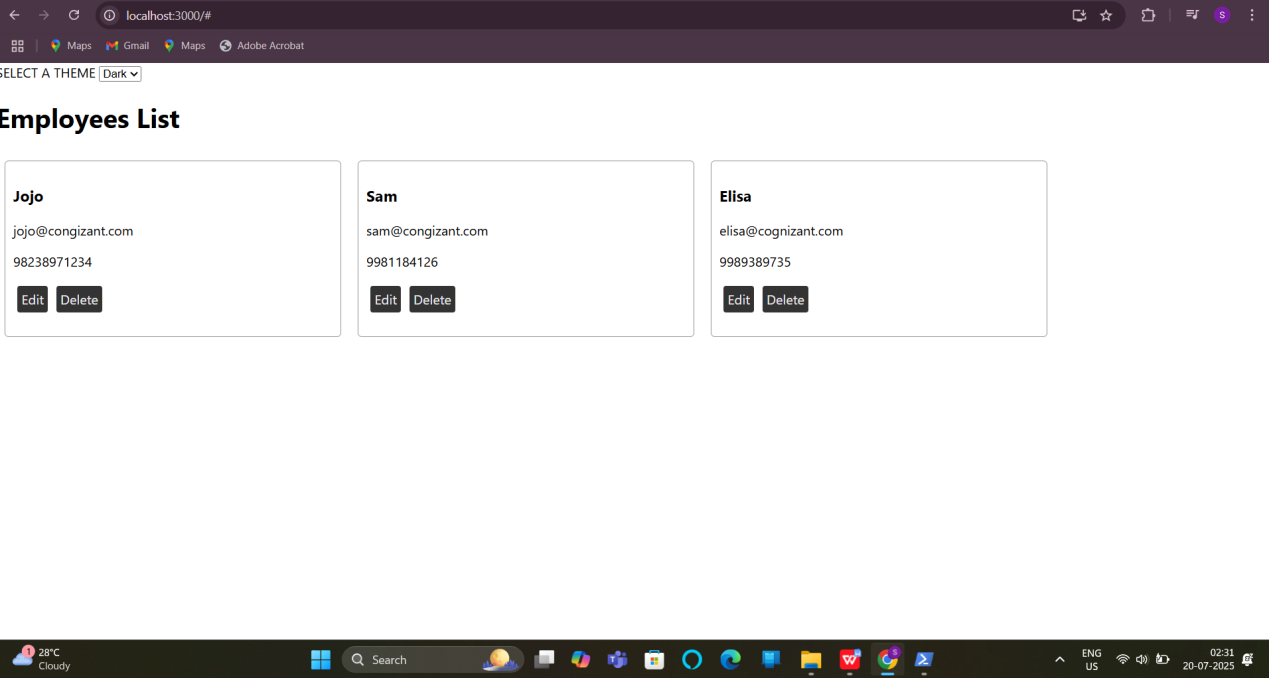 localhost:3000/#
S
Maps
Gmail
Maps
Adobe Acrobat
SELECT A THEME Dark
Employees List
Jojo
jojo@congizant.com
98238971234
Edit Delete
Sam
sam@congizant.com
9981184126
Edit Delete
Elisa
elisa@cognizant.com
9989389735
Edit Delete
1
28°C
Cloudy
Search
ENG
US
02:31
20-07-2025